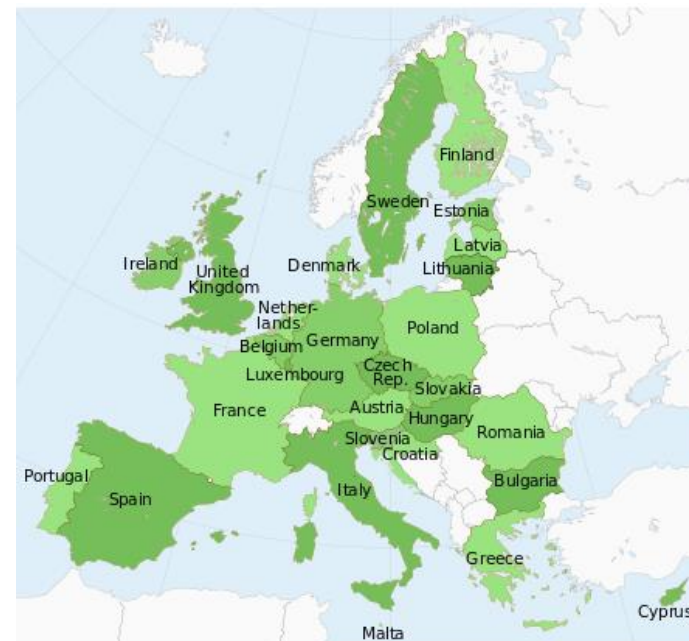 Finland
Sweden
Estonia
Latvia
Lithuania
Denmark
Ireland
United
Kingdom
Nether-
lands
Belgium
Luxembourg
Germany
Poland
Czech
Rep.
Slovakia
France
Austria
Hungary
Slovenia
Croatia
Romania
Bulgaria
Portugal
Spain
Italy
Greece
Cyprus
Malta